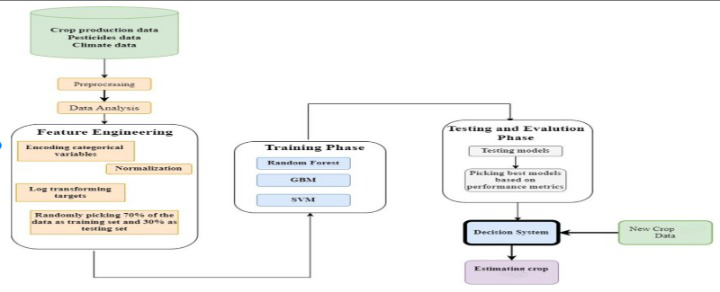 Crop production data
Pesticides data
Climate data
Preprocessing
Data Analysis
Feature Engineering
Encoding categorical
variables
Normalization
Log transforming
targets
Randomly picking 70% of the
data as training set and 30% as
testing set
Training Phase
Random Forest
GBM
SVM
Testing and Evalution
Phase
Testing models
Picking best models
based on
performance metrics
Decision System
New Crop
Data
Estimating crop